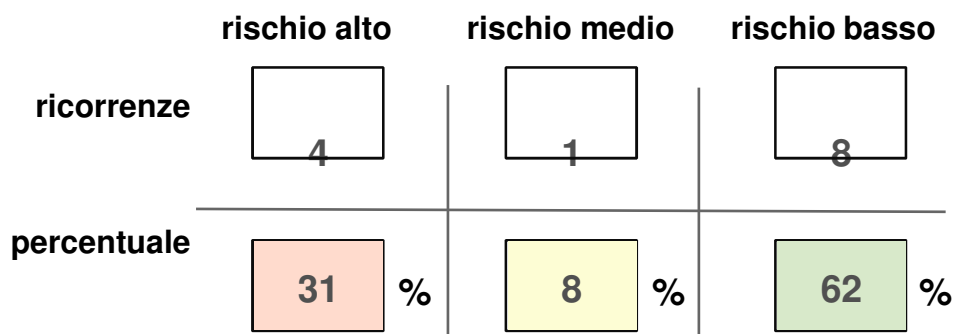 rischio alto rischio medio rischio basso
ricorrenze 4 1 8
percentuale 31 % 8 % 62 %